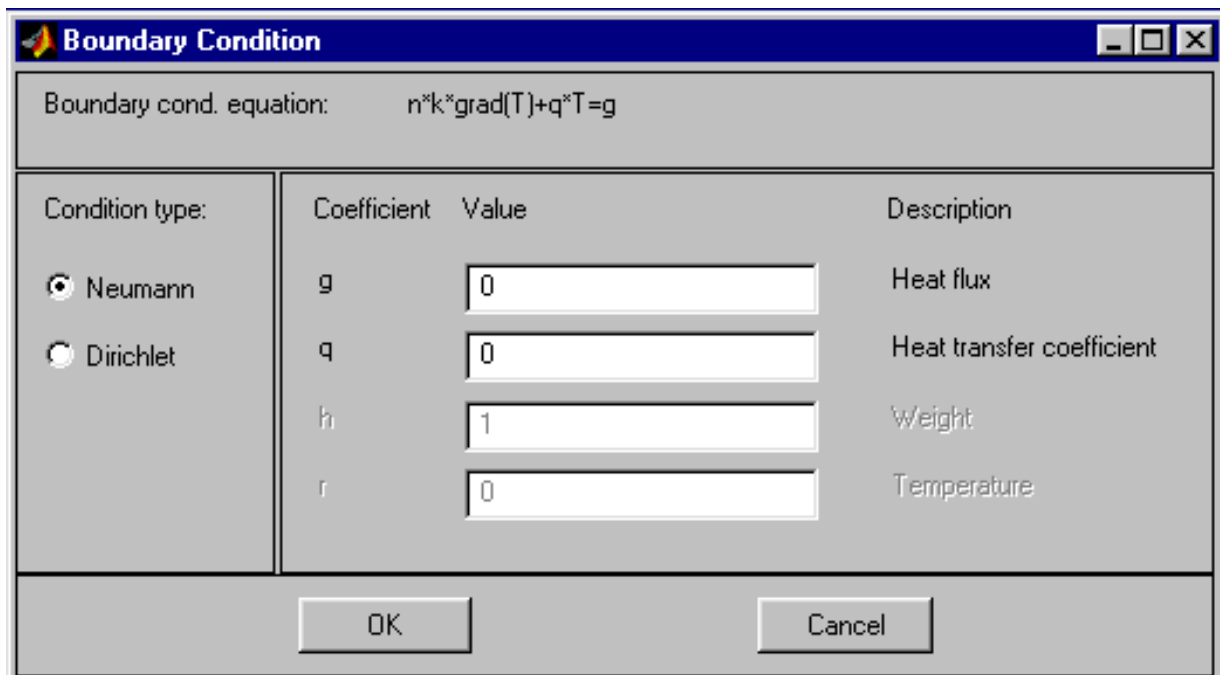 Boundary Condition
Boundary cond. equation: n*k*grad(T)+q*T=g
Condition type:
Neumann
Dirichlet
Coefficient Value Description
g 0 Heat flux
q 0 Heat transfer coefficient
h 1 Weight
r 0 Temperature
OK Cancel